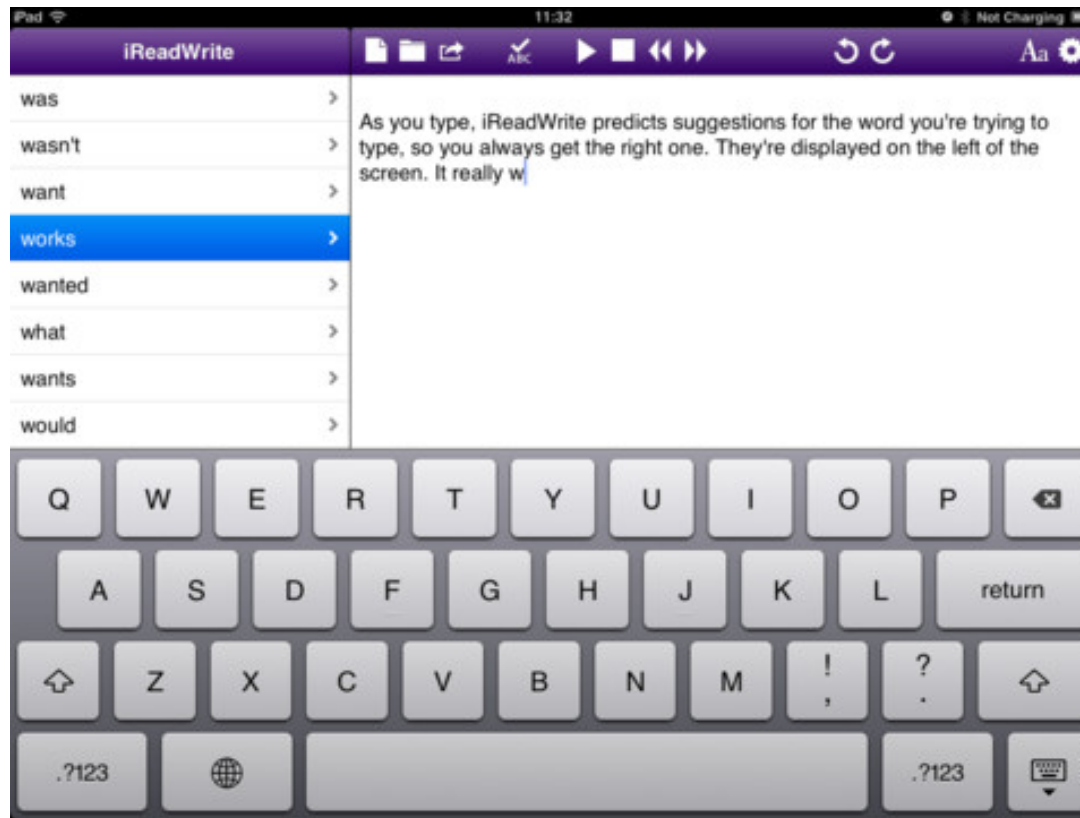 iPad 11:32 Not Charging
iReadWrite
ABC
Aa
was
wasn't
want
works
wanted
what
wants
would
As you type, iReadWrite predicts suggestions for the word you're trying to
type, so you always get the right one. They're displayed on the left of the
screen. It really w
Q W E R T Y U I O P
A S D F G H J K L return
Z X C V B N M ! , ? .
.?123 .?123